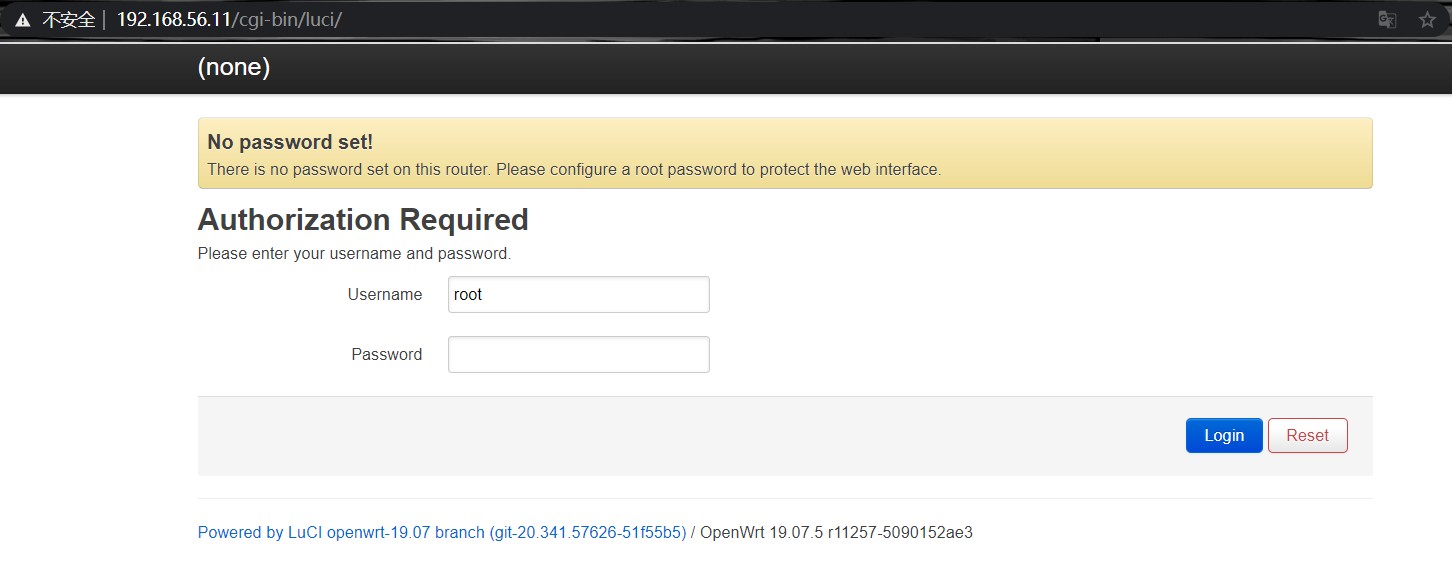 不安全 | 192.168.56.11/cgi-bin/luci/
(none)
No password set!
There is no password set on this router. Please configure a root password to protect the web interface.
Authorization Required
Please enter your username and password.
Username root
Password
Login Reset
Powered by LuCI openwrt-19.07 branch (git-20.341.57626-51f55b5) / OpenWrt 19.07.5 r11257-5090152ae3